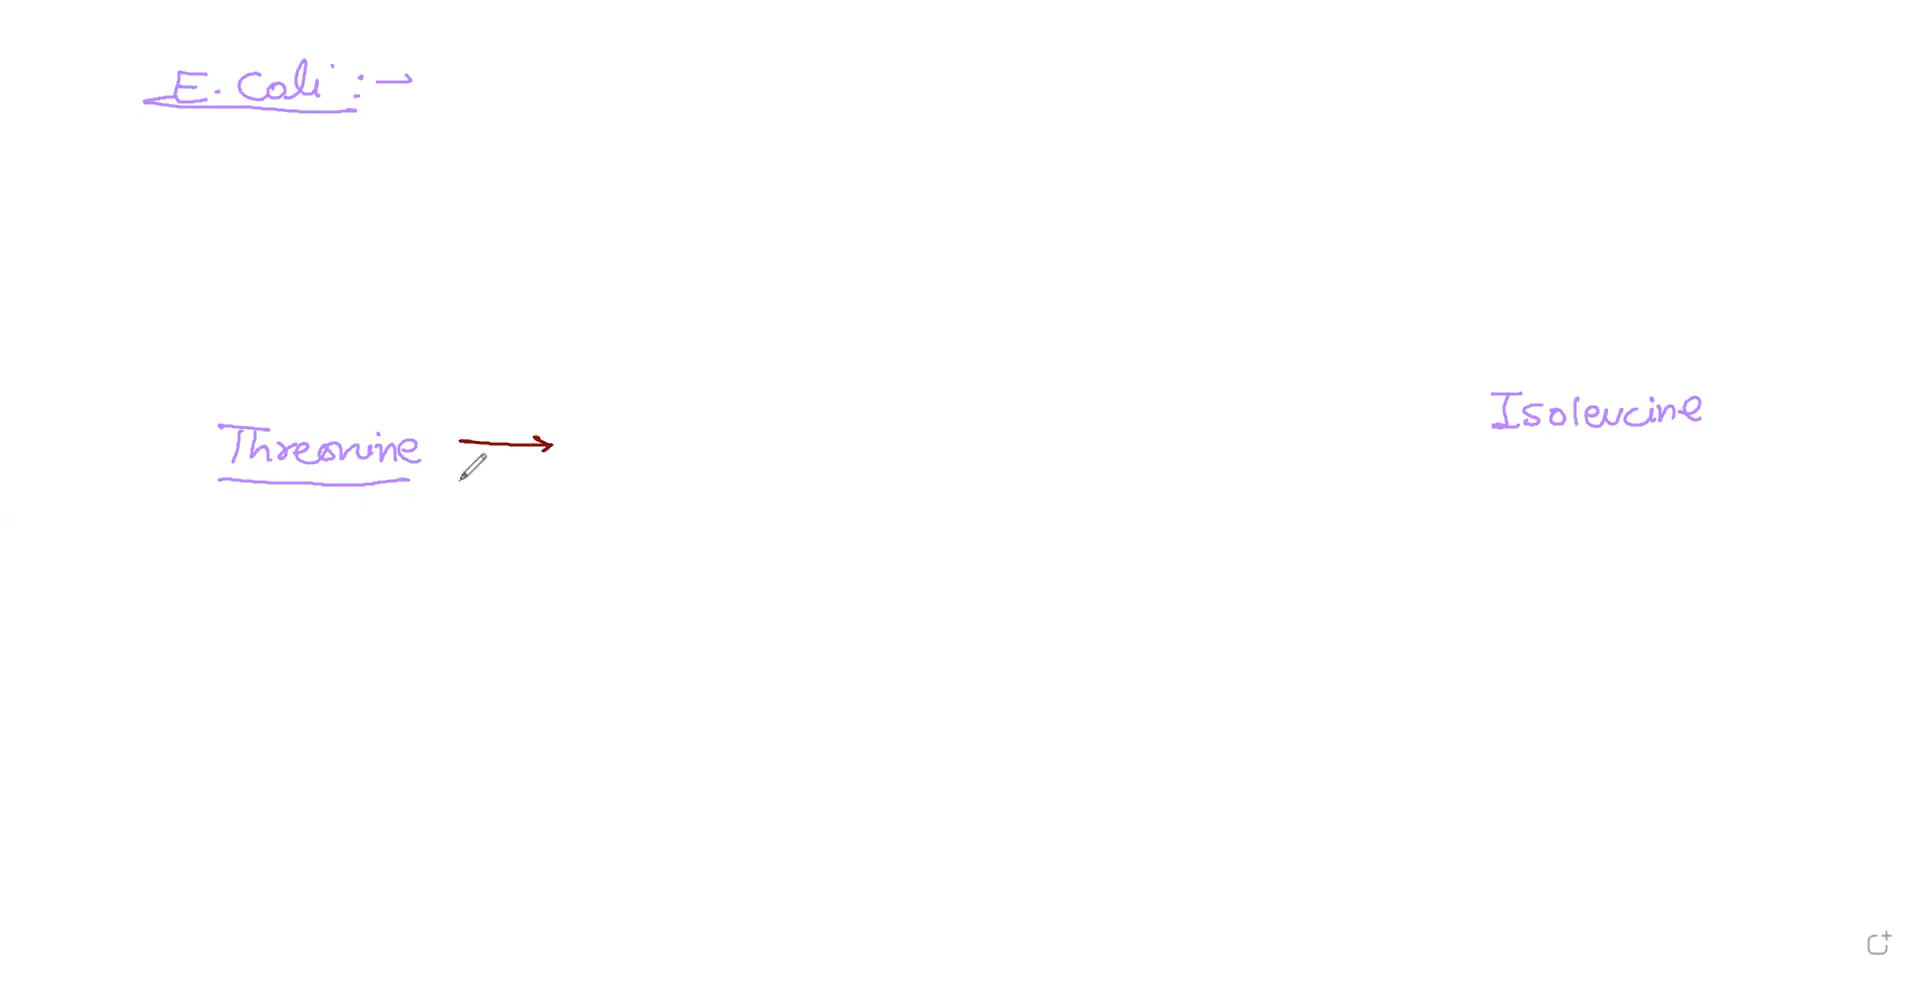 E. Coli :→
Isoleucine
Threonine →